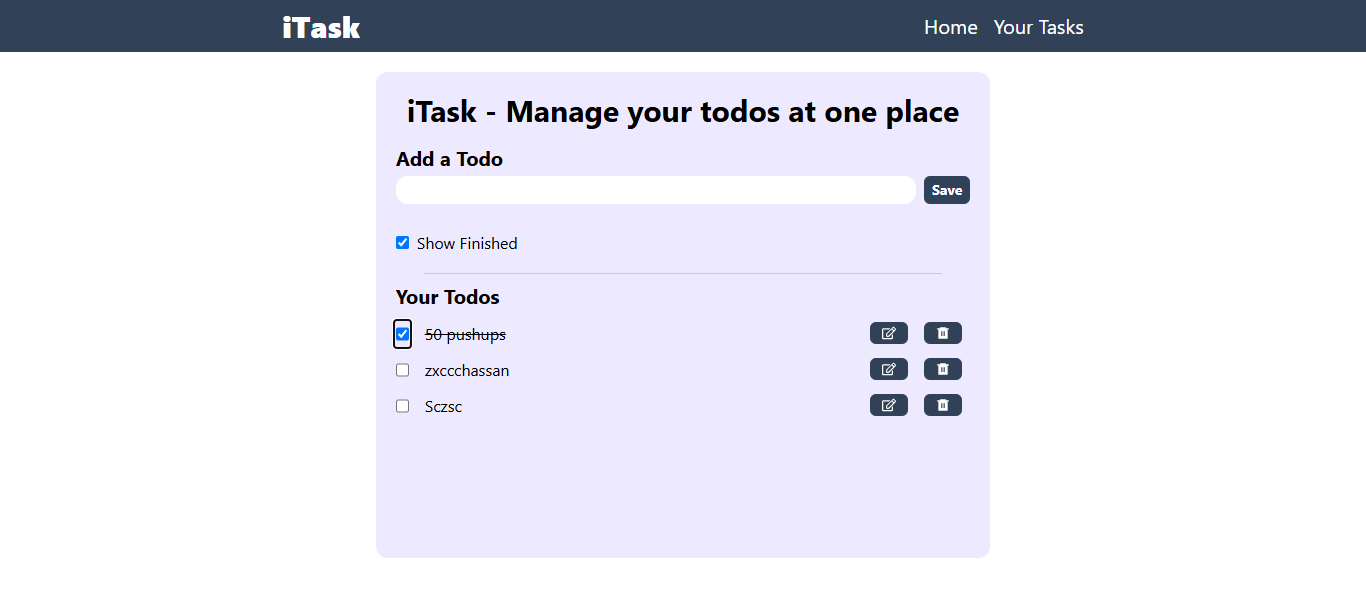 iTask
Home Your Tasks
iTask - Manage your todos at one place
Add a Todo
Save
Show Finished
Your Todos
50 pushups
zxccchassan
Sczsc